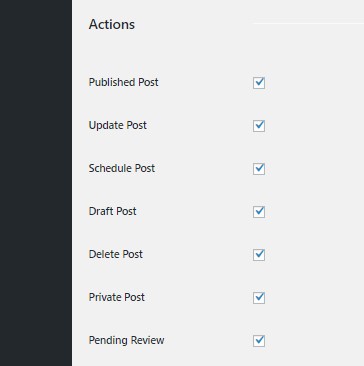 Actions
Published Post
Update Post
Schedule Post
Draft Post
Delete Post
Private Post
Pending Review